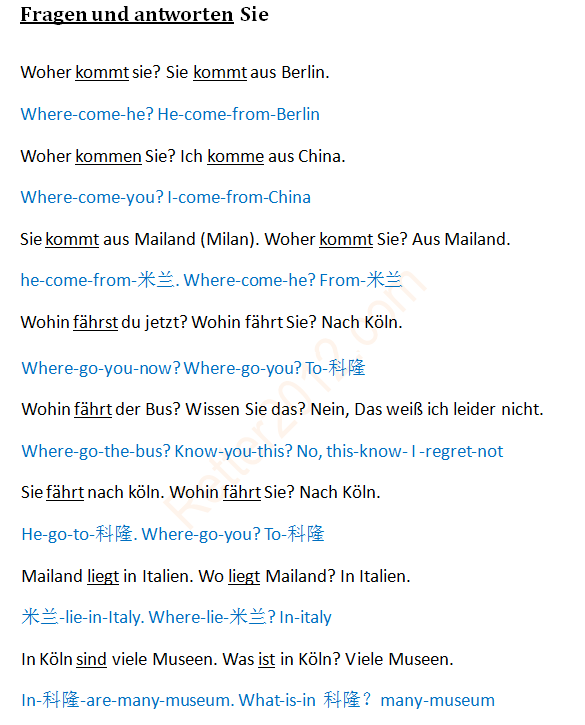 Fragen und antworten Sie
Woher kommt sie? Sie kommt aus Berlin.
Where-come-he? He-come-from-Berlin
Woher kommen Sie? Ich komme aus China.
Where-come-you? I-come-from-China
Sie kommt aus Mailand (Milan). Woher kommt Sie? Aus Mailand.
he-come-from-米兰. Where-come-he? From-米兰
Wohin fährst du jetzt? Wohin fährt Sie? Nach Köln.
Where-go-you-now? Where-go-you? To-科隆
Wohin fährt der Bus? Wissen Sie das? Nein, Das weiß ich leider nicht.
Where-go-the-bus? Know-you-this? No, this-know- I -regret-not
Sie fährt nach köln. Wohin fährt Sie? Nach Köln.
He-go-to-科隆. Where-go-you? To-科隆
Mailand liegt in Italien. Wo liegt Mailand? In Italien.
米兰-lie-in-Italy. Where-lie-米兰? In-italy
In Köln sind viele Museen. Was ist in Köln? Viele Museen.
In-科隆-are-many-museum. What-is-in 科隆？many-museum